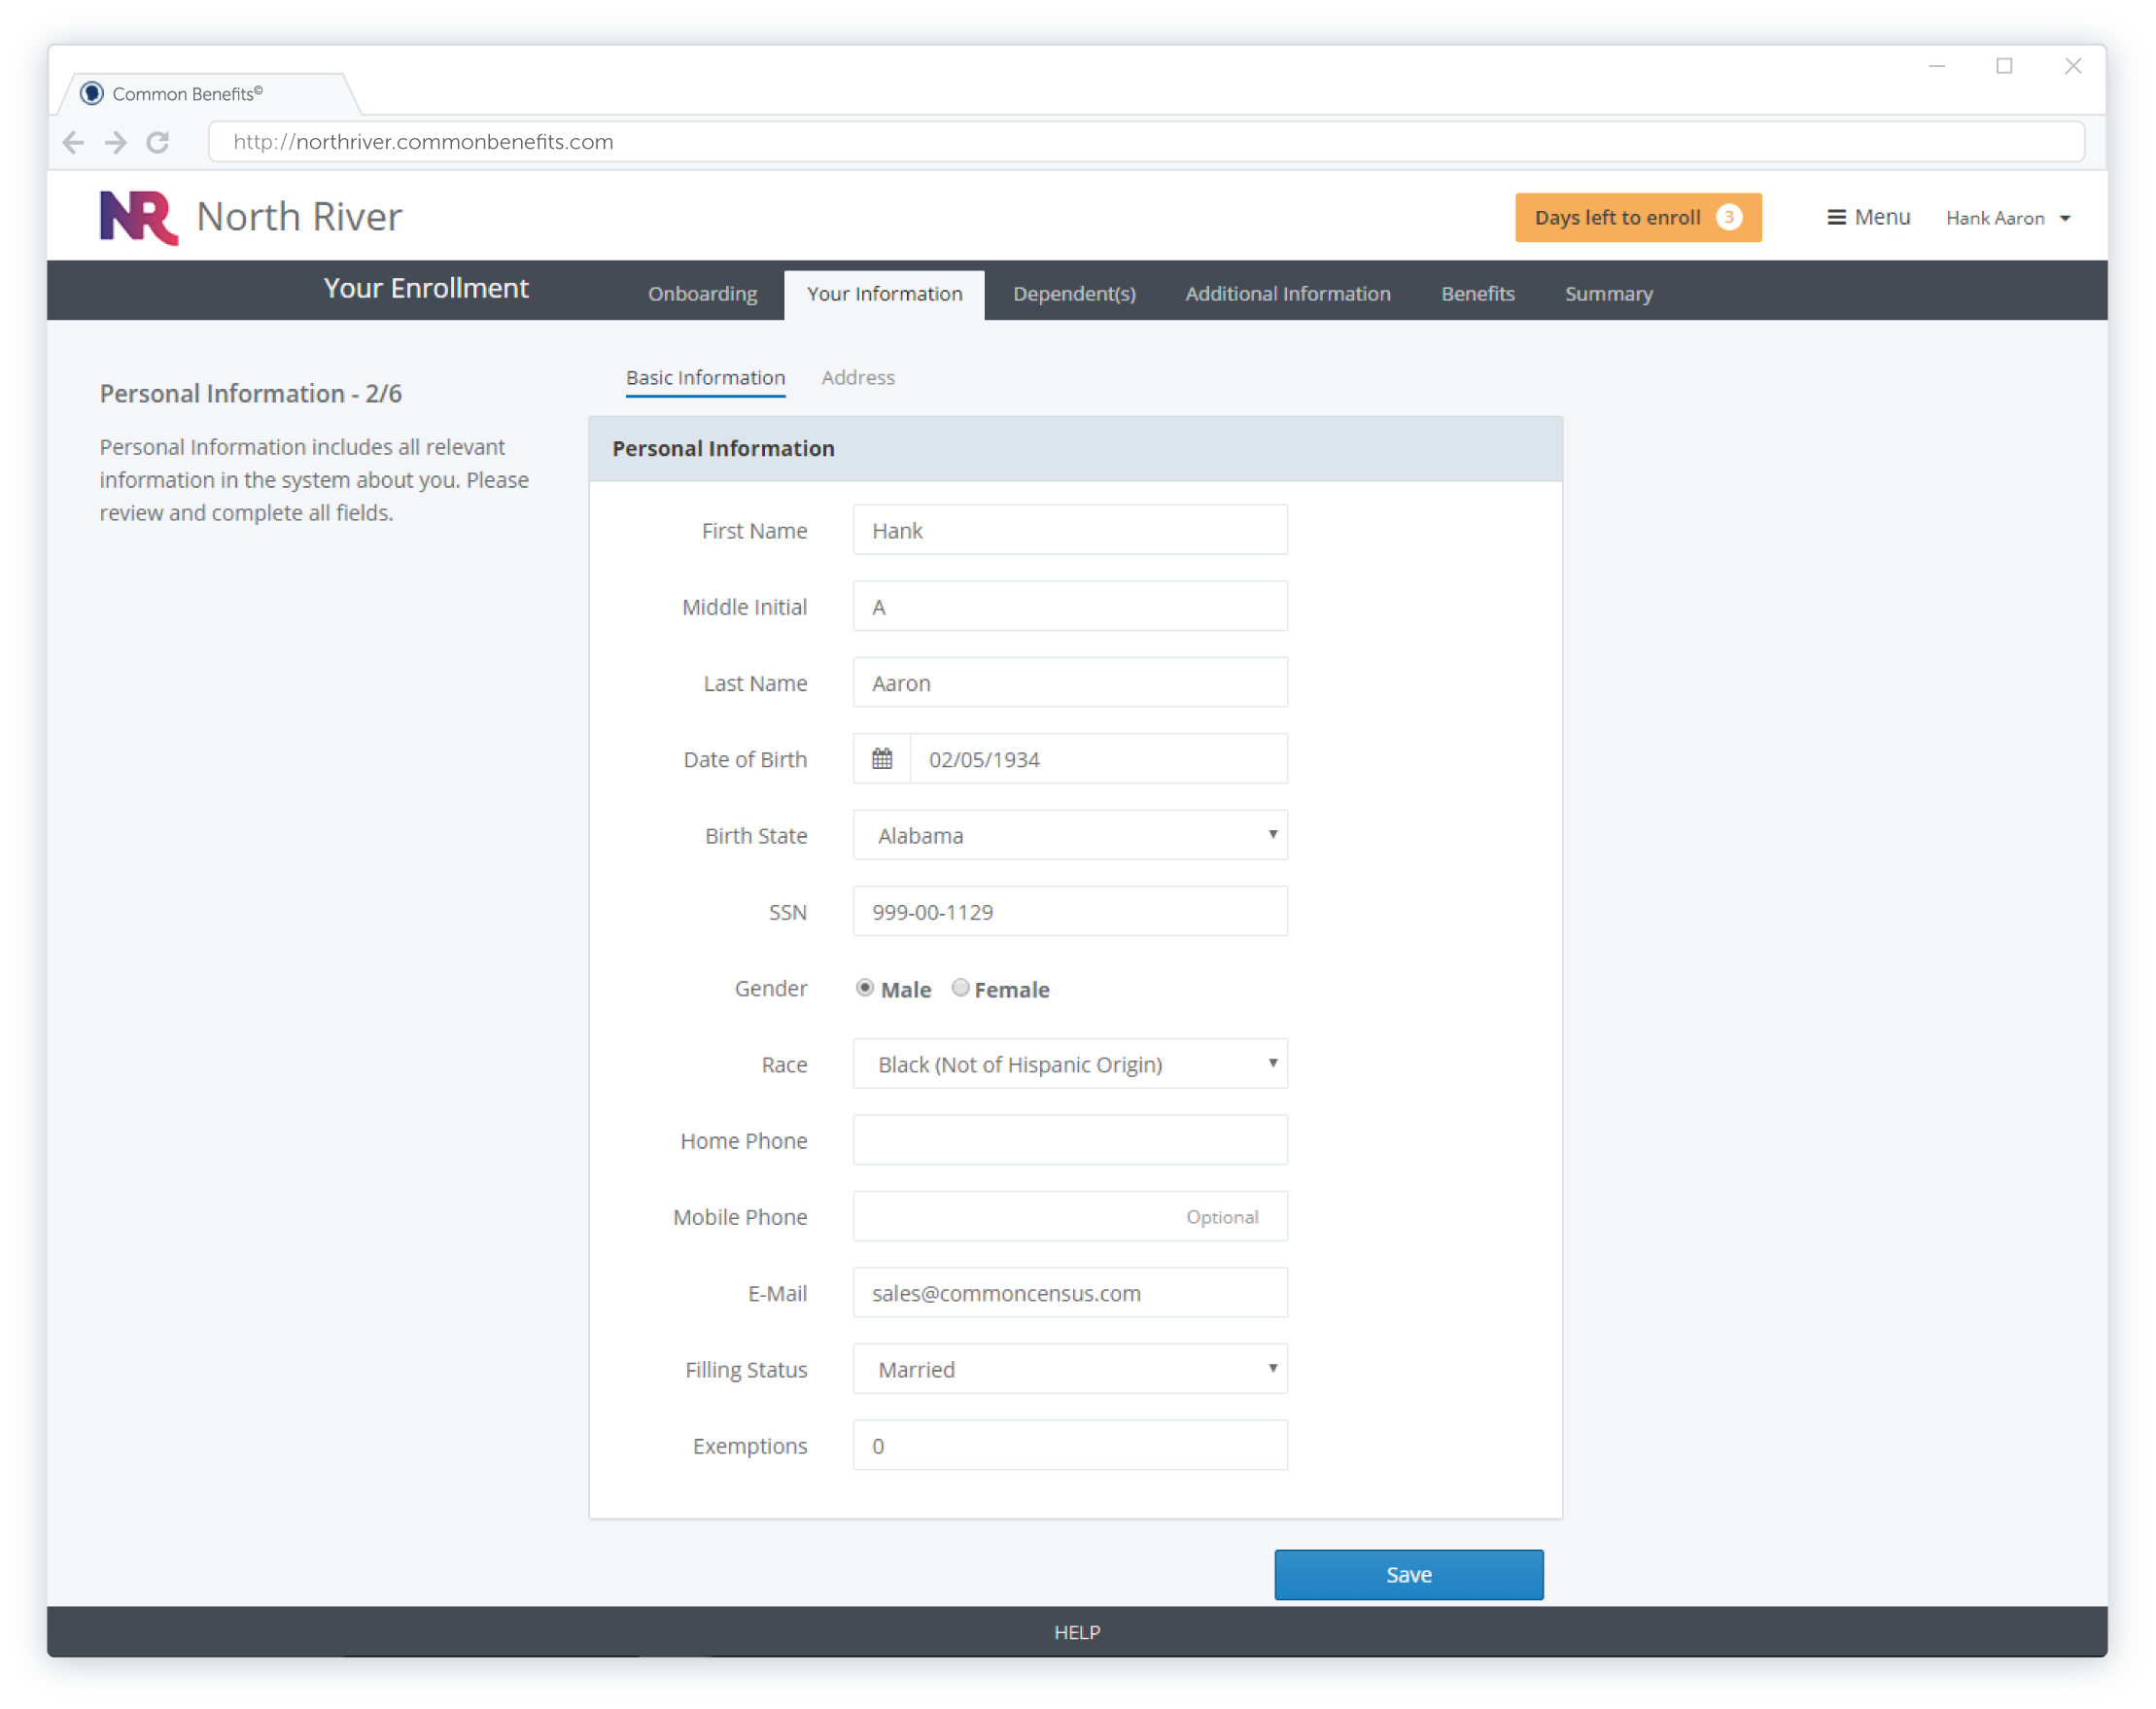 Common Benefits©
http://northriver.commonbenefits.com
NR North River
Days left to enroll 3
Menu
Hank Aaron
Your Enrollment
Onboarding
Your Information
Dependent(s)
Additional Information
Benefits
Summary
Personal Information - 2/6
Personal Information includes all relevant
information in the system about you. Please
review and complete all fields.
Basic Information
Address
Personal Information
First Name Hank
Middle Initial A
Last Name Aaron
Date of Birth 02/05/1934
Birth State Alabama
SSN 999-00-1129
Gender Male Female
Race Black (Not of Hispanic Origin)
Home Phone
Mobile Phone Optional
E-Mail sales@commoncensus.com
Filling Status Married
Exemptions 0
Save
HELP